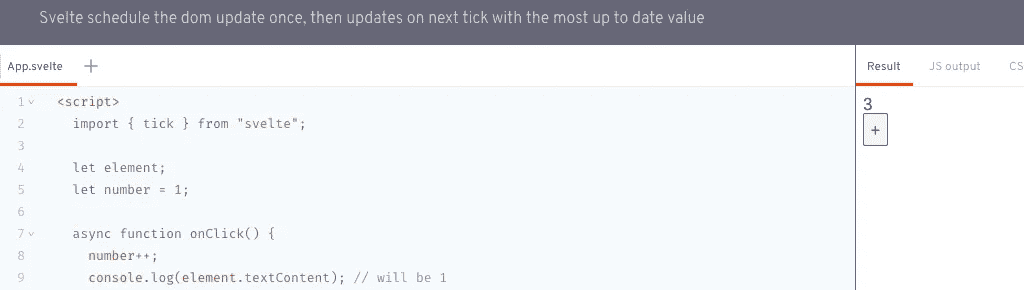 Svelte schedule the dom update once, then updates on next tick with the most up to date value
App.svelte +
Result JS output CS
1 <script>
2 import { tick } from "svelte";
3
4 let element;
5 let number = 1;
6
7 async function onClick() {
8 number++;
9 console.log(element.textContent); // will be 1
3
+